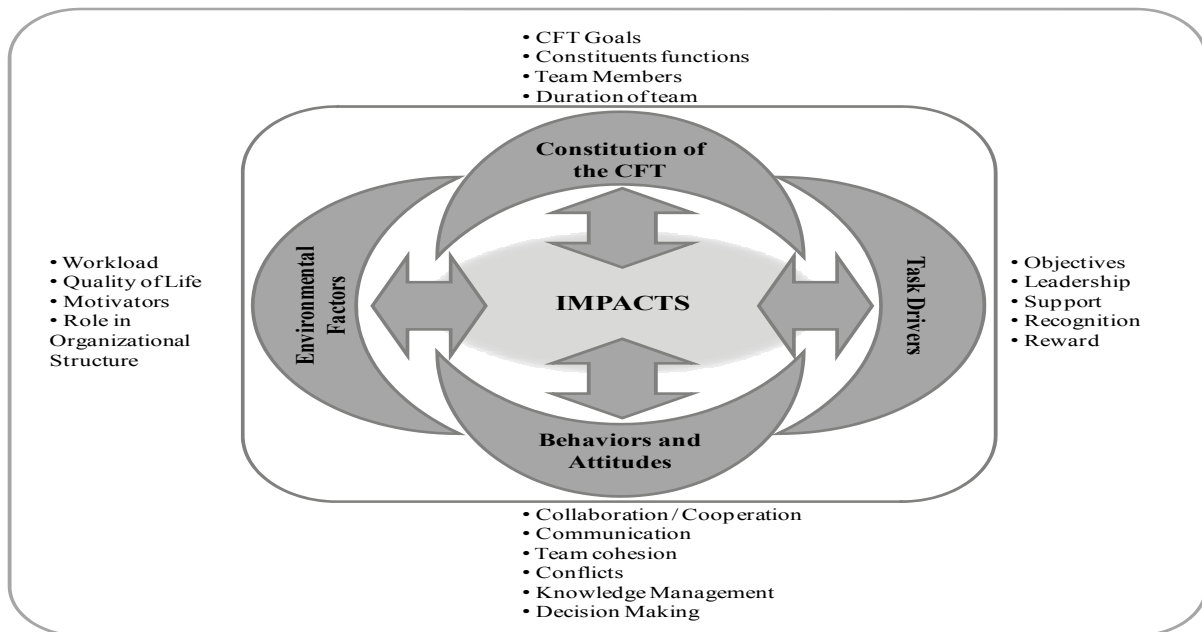 • CFT Goals
• Constituents functions
• Team Members
• Duration of team
Constitution of
the CFT
Environmental
Factors
• Workload
• Quality of Life
• Motivators
• Role in
Organizational
Structure
IMPACTS
Task Drivers
• Objectives
• Leadership
• Support
• Recognition
• Reward
Behaviors and
Attitudes
• Collaboration / Cooperation
• Communication
• Team cohesion
• Conflicts
• Knowledge Management
• Decision Making